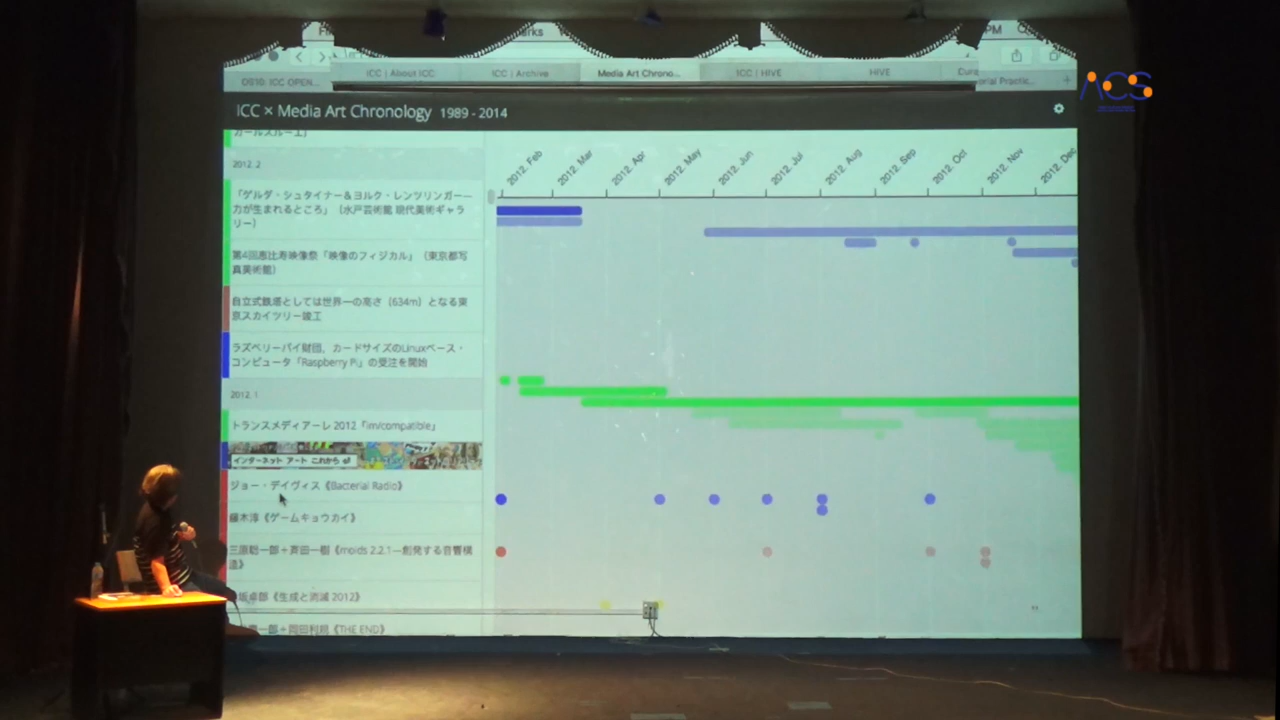 PM
OS10: ICC OPEN...
ICC | About ICC
ICC | Archive
Media Art Chrono...
ICC | HIVE
HIVE
ACS
ICC × Media Art Chronology 1989 - 2014
2012. 2
2012. Feb
2012. Mar
2012. Apr
2012. May
2012. Jun
2012. Jul
2012. Aug
2012. Sep
2012. Oct
2012. Nov
2012. Dec
「ゲルダ・シュタイナー＆ヨルク・レンツリンガー―
力が生まれるところ」（水戸芸術館 現代美術ギャラ
リー）
第4回恵比寿映像祭「映像のフィジカル」（東京都写
真美術館）
自立式鉄塔としては世界一の高さ（634m）となる東
京スカイツリー竣工
ラズベリーパイ財団，カードサイズのLinuxベース・
コンピュータ「Raspberry Pi」の受注を開始
2012. 1
トランスメディアーレ 2012「in/compatible」
インターネット アート これから
ジョー・デイヴィス《Bacterial Radio》
藤木淳《ゲームキョウカイ》
三原聡一郎＋斉田一樹《moids 2.2.1―創発する音響構
造》
坂卓郎《生成と消滅 2012》
＋岡田利規《THE END》